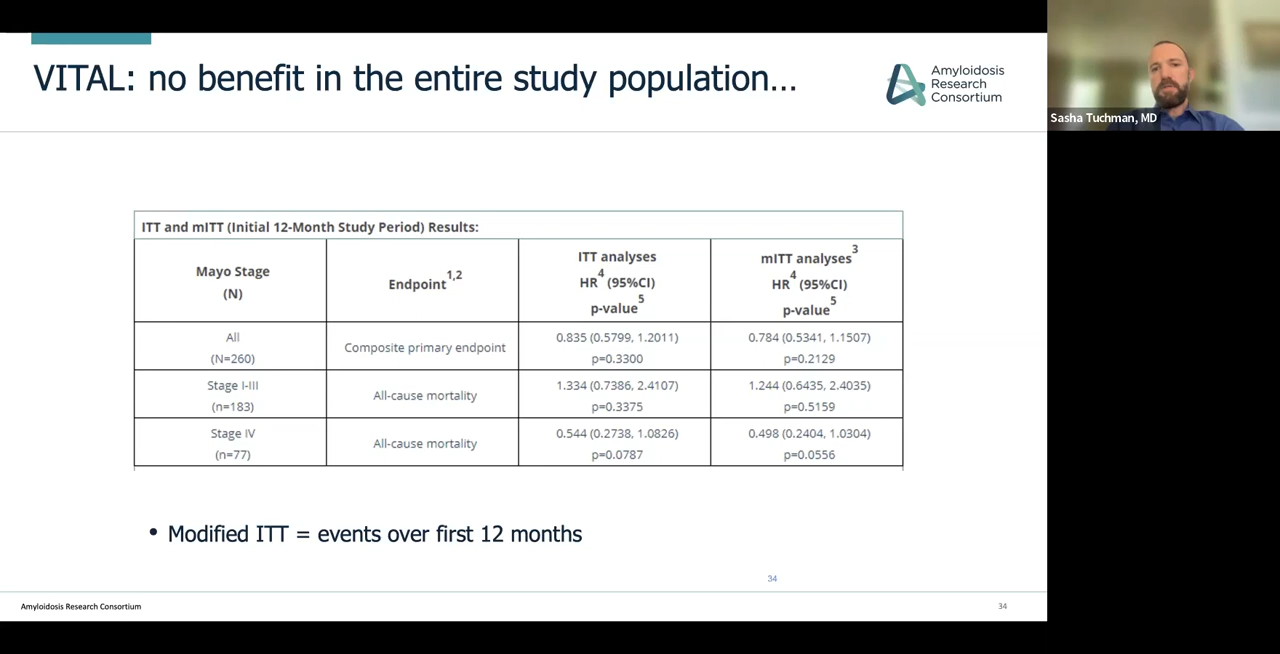 VITAL: no benefit in the entire study population...
Amyloidosis
Research
Consortium
Sasha Tuchman, MD
ITT and mITT (Initial 12-Month Study Period) Results:
Mayo Stage
(N)
Endpoint1,2
ITT analyses
HR4 (95%CI)
p-value5
mITT analyses3
HR4 (95%CI)
p-value5
All
(N=260)
Composite primary endpoint
0.835 (0.5799, 1.2011)
p=0.3300
0.784 (0.5341, 1.1507)
p=0.2129
Stage I-III
(n=183)
All-cause mortality
1.334 (0.7386, 2.4107)
p=0.3375
1.244 (0.6435, 2.4035)
p=0.5159
Stage IV
(n=77)
All-cause mortality
0.544 (0.2738, 1.0826)
p=0.0787
0.498 (0.2404, 1.0304)
p=0.0556
• Modified ITT = events over first 12 months
34
Amyloidosis Research Consortium
34